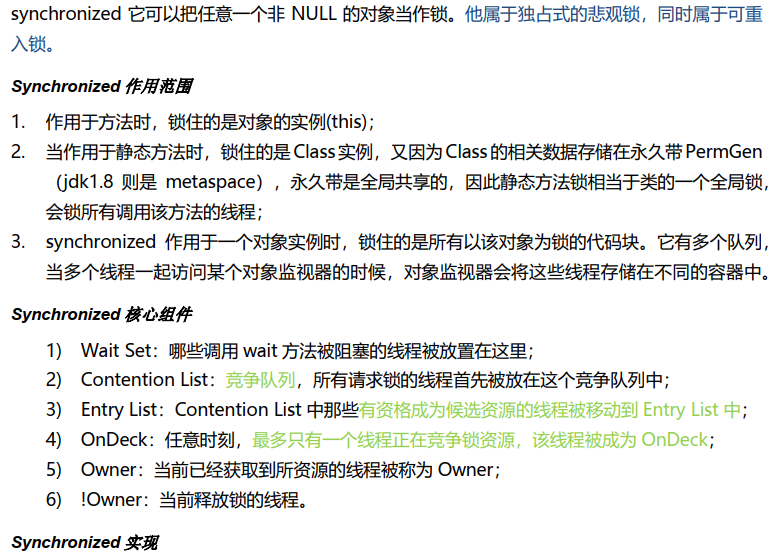 synchronized 它可以把任意一个非 NULL 的对象当作锁。他属于独占式的悲观锁，同时属于可重
入锁。
Synchronized 作用范围
1. 作用于方法时，锁住的是对象的实例(this)；
2. 当作用于静态方法时，锁住的是Class实例，又因为Class的相关数据存储在永久带PermGen
（jdk1.8 则是 metaspace），永久带是全局共享的，因此静态方法锁相当于类的一个全局锁，
会锁所有调用该方法的线程；
3. synchronized 作用于一个对象实例时，锁住的是所有以该对象为锁的代码块。它有多个队列，
当多个线程一起访问某个对象监视器的时候，对象监视器会将这些线程存储在不同的容器中。
Synchronized 核心组件
1) Wait Set：哪些调用 wait 方法被阻塞的线程被放置在这里；
2) Contention List：竞争队列，所有请求锁的线程首先被放在这个竞争队列中；
3) Entry List：Contention List 中那些有资格成为候选资源的线程被移动到 Entry List 中；
4) OnDeck：任意时刻，最多只有一个线程正在竞争锁资源，该线程被成为 OnDeck；
5) Owner：当前已经获取到所资源的线程被称为 Owner；
6) !Owner：当前释放锁的线程。
Synchronized 实现